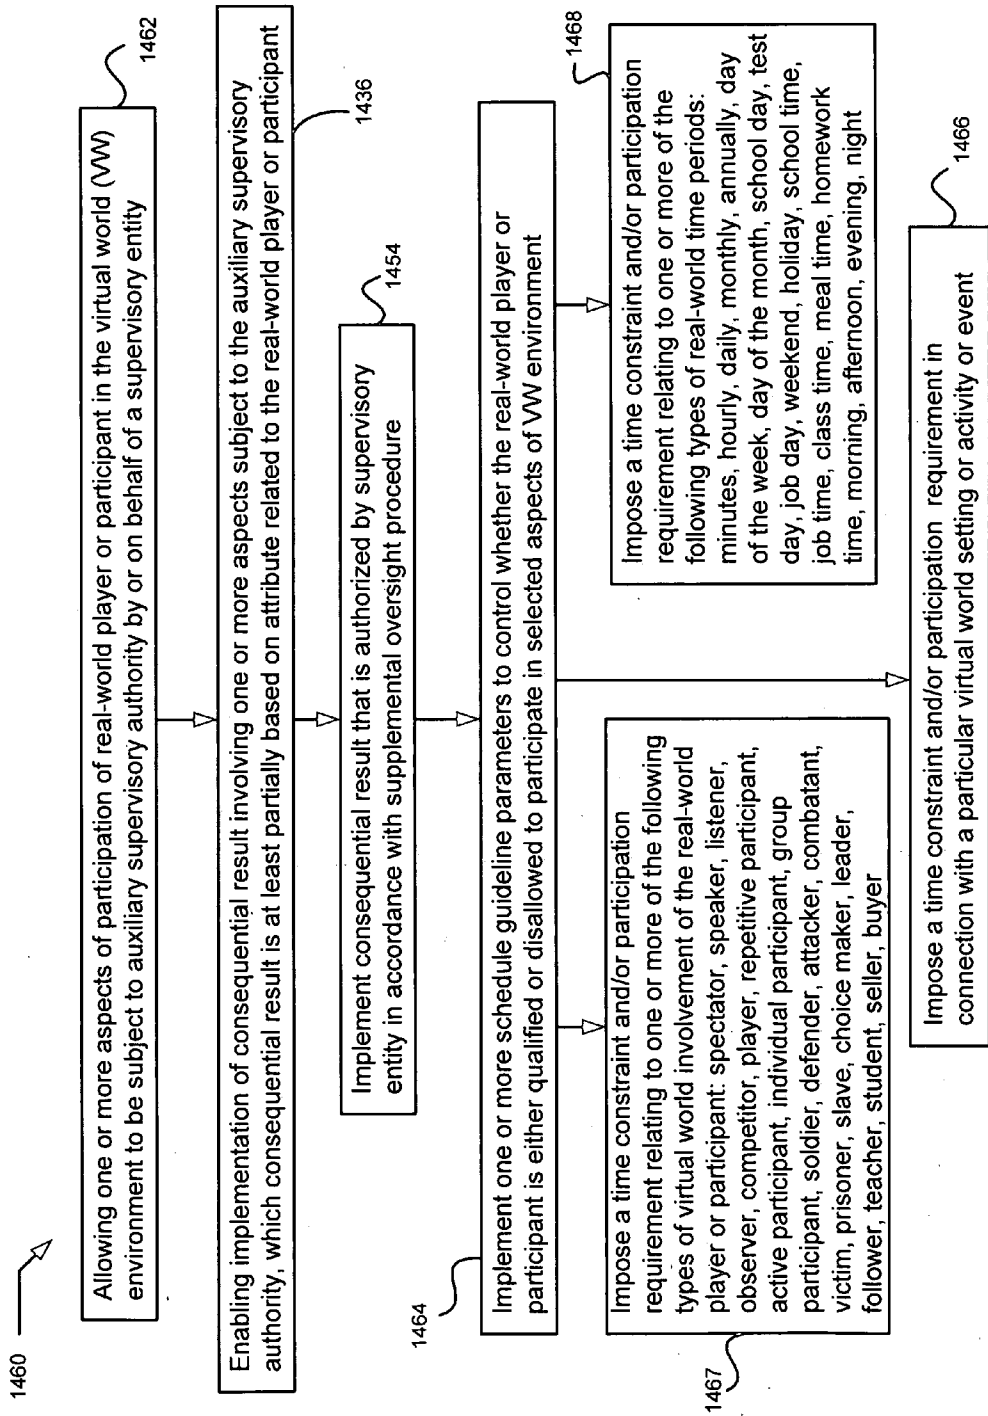 1460
Allowing one or more aspects of participation of real-world player or participant in the virtual world (VW)
environment to be subject to auxiliary supervisory authority by or on behalf of a supervisory entity
1462
Enabling implementation of consequential result involving one or more aspects subject to the auxiliary supervisory
authority, which consequential result is at least partially based on attribute related to the real-world player or participant
1436
Implement consequential result that is authorized by supervisory
entity in accordance with supplemental oversight procedure
1454
1464
Implement one or more schedule guideline parameters to control whether the real-world player or
participant is either qualified or disallowed to participate in selected aspects of VW environment
Impose a time constraint and/or participation
requirement relating to one or more of the following
types of virtual world involvement of the real-world
player or participant: spectator, speaker, listener,
observer, competitor, player, repetitive participant,
active participant, individual participant, group
participant, soldier, defender, attacker, combatant,
victim, prisoner, slave, choice maker, leader,
follower, teacher, student, seller, buyer
1467
Impose a time constraint and/or participation
requirement relating to one or more of the
following types of real-world time periods:
minutes, hourly, daily, monthly, annually, day
of the week, day of the month, school day, test
day, job day, weekend, holiday, school time,
job time, class time, meal time, homework
time, morning, afternoon, evening, night
1468
Impose a time constraint and/or participation requirement in
connection with a particular virtual world setting or activity or event
1466